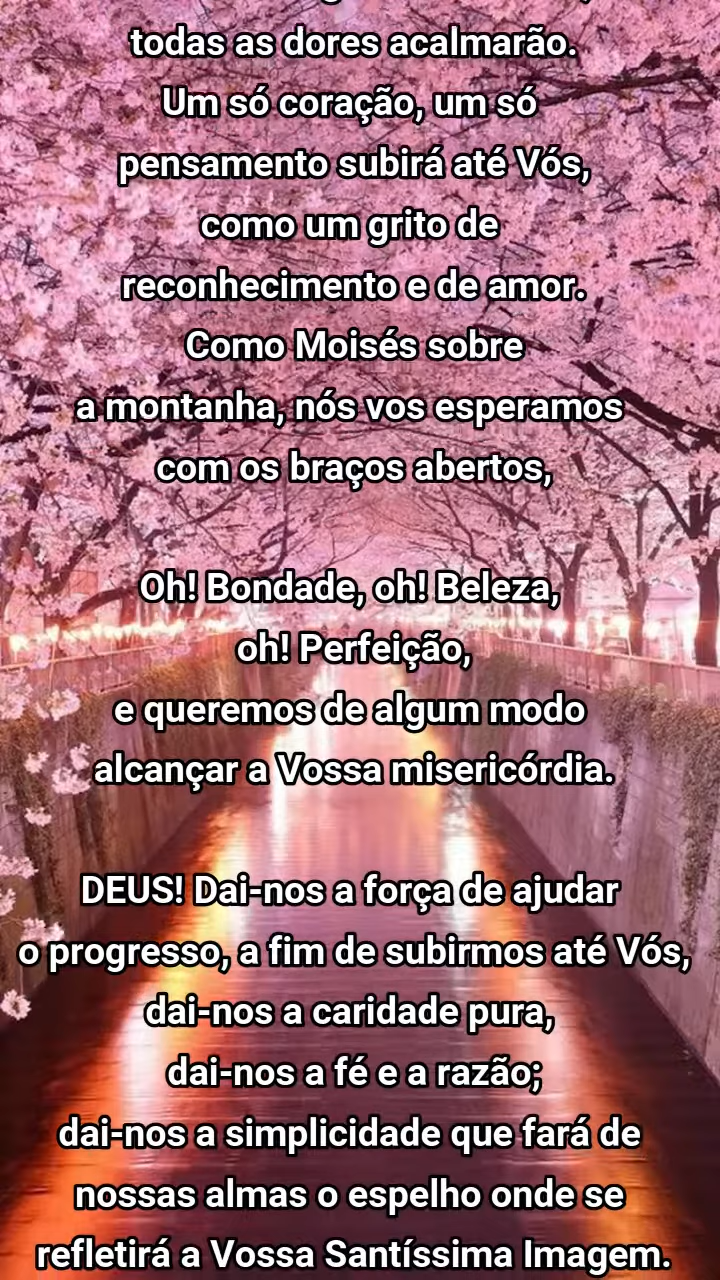 todas as dores acalmarão.
Um só coração, um só
pensamento subirá até Vós,
como um grito de
reconhecimento e de amor.
Como Moisés sobre
a montanha, nós vos esperamos
com os braços abertos,
Oh! Bondade, oh! Beleza,
oh! Perfeição,
e queremos de algum modo
alcançar a Vossa misericórdia.
DEUS! Dai-nos a força de ajudar
o progresso, a fim de subirmos até Vós,
dai-nos a caridade pura,
dai-nos a fé e a razão;
dai-nos a simplicidade que fará de
nossas almas o espelho onde se
refletirá a Vossa Santíssima Imagem.